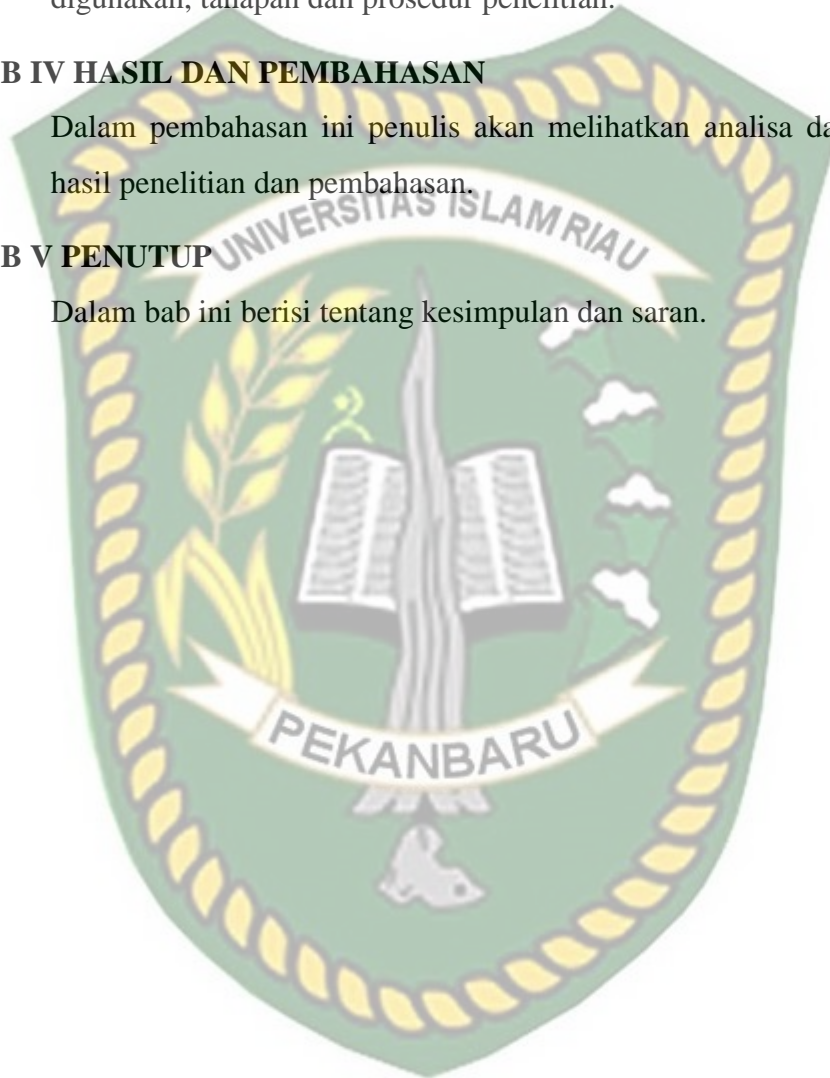 digunakan, tahapan dan prosedur penelitian.
B IV HASIL DAN PEMBAHASAN
Dalam pembahasan ini penulis akan melihatkan analisa da
hasil penelitian dan pembahasan.
UNIVERSITAS ISLAM RIAU
B V PENUTUP
Dalam bab ini berisi tentang kesimpulan dan saran.
PEKANBARU